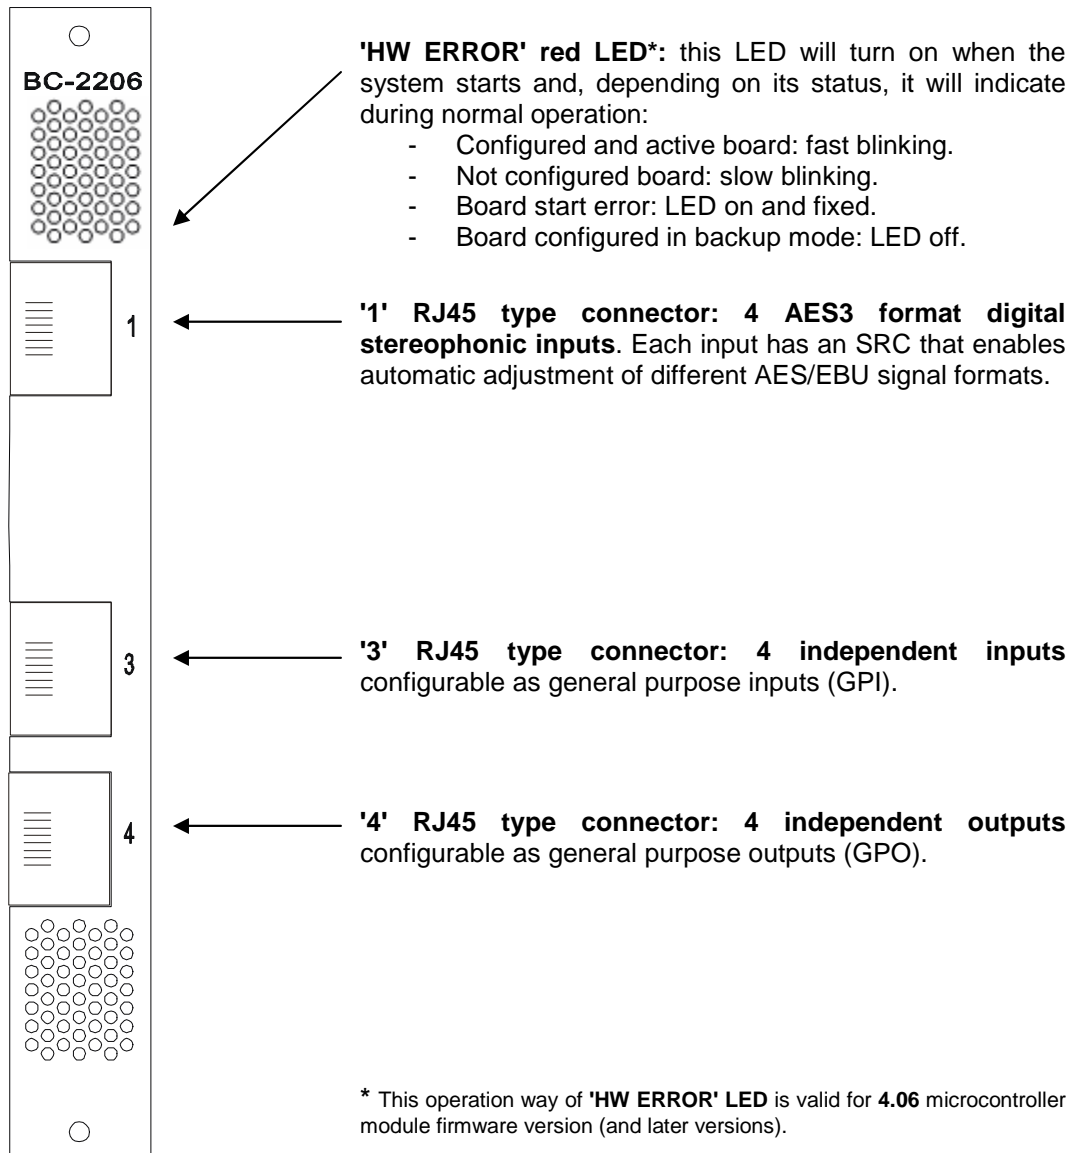 BC-2206
'HW ERROR' red LED*: this LED will turn on when the
system starts and, depending on its status, it will indicate
during normal operation:
- Configured and active board: fast blinking.
- Not configured board: slow blinking.
- Board start error: LED on and fixed.
- Board configured in backup mode: LED off.
1
'1' RJ45 type connector: 4 AES3 format digital
stereophonic inputs. Each input has an SRC that enables
automatic adjustment of different AES/EBU signal formats.
3
'3' RJ45 type connector: 4 independent inputs
configurable as general purpose inputs (GPI).
4
'4' RJ45 type connector: 4 independent outputs
configurable as general purpose outputs (GPO).
* This operation way of 'HW ERROR' LED is valid for 4.06 microcontroller
module firmware version (and later versions).